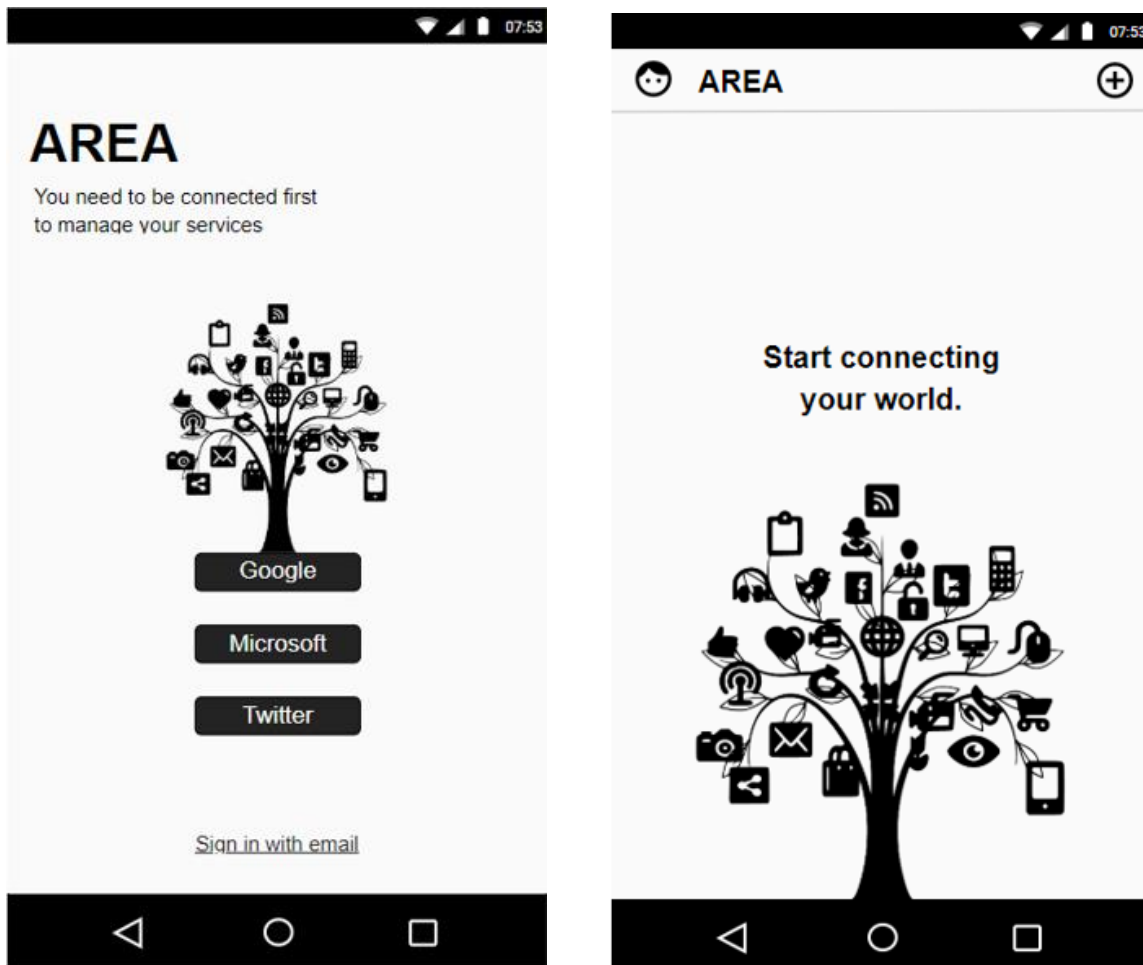 07:53
AREA
You need to be connected first
to manage your services
Google
Microsoft
Twitter
Sign in with email
07:53
AREA
Start connecting
your world.